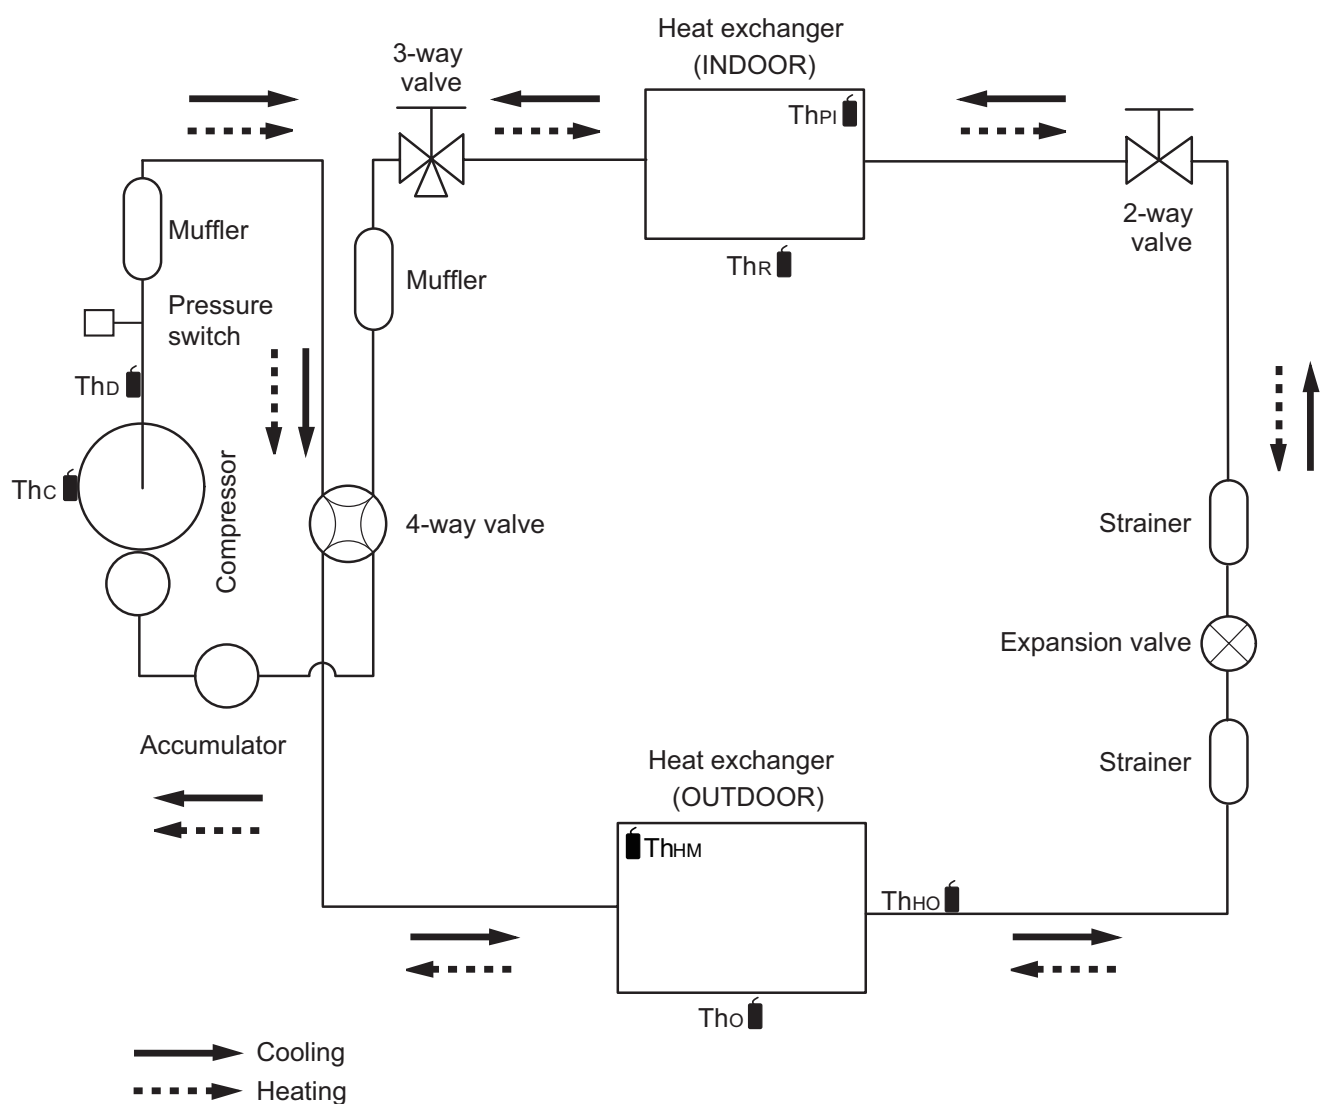 Heat exchanger
(INDOOR)
3-way
valve
ThPI
Muffler
2-way
valve
ThR
Muffler
Pressure
switch
ThD
ThC
Compressor
4-way valve
Strainer
Expansion valve
Accumulator
Strainer
Heat exchanger
(OUTDOOR)
ThHM
ThHO
ThO
Cooling
Heating